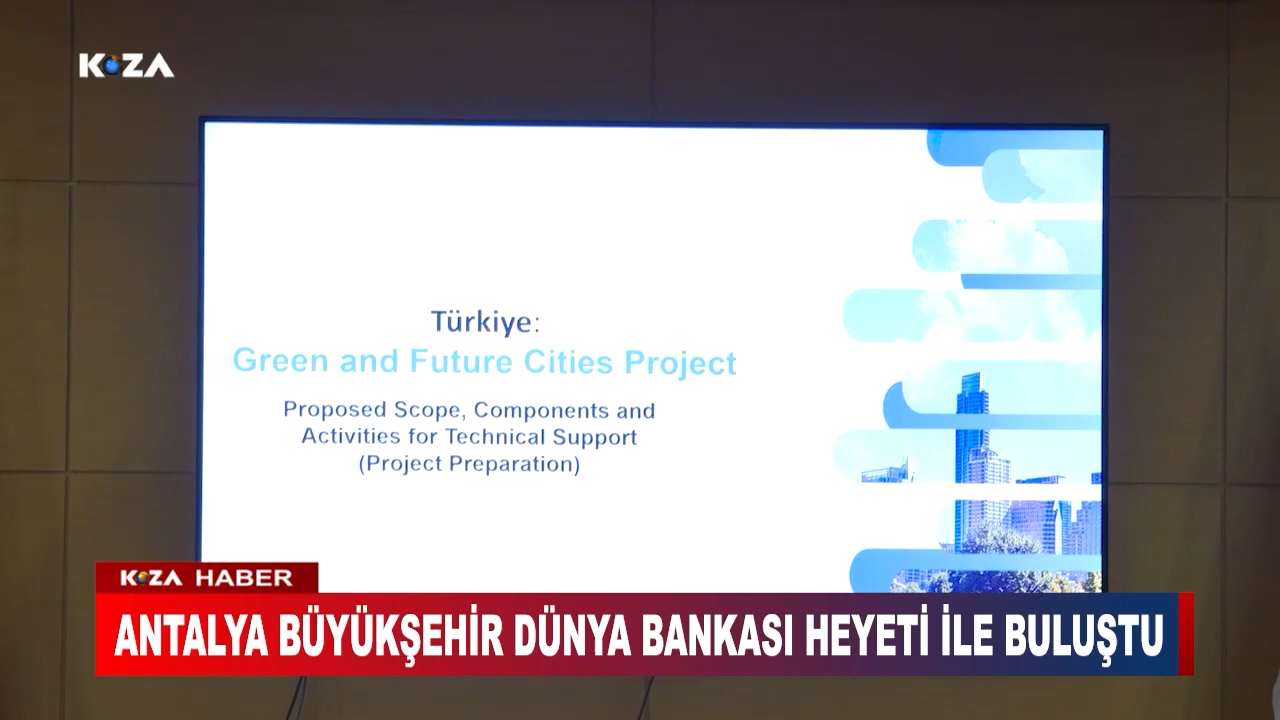 KOZA
Türkiye:
Green and Future Cities Project
Proposed Scope, Components and
Activities for Technical Support
(Project Preparation)
KOZA HABER
ANTALYA BÜYÜKŞEHİR DÜNYA BANKASI HEYETİ İLE BULUŞTU